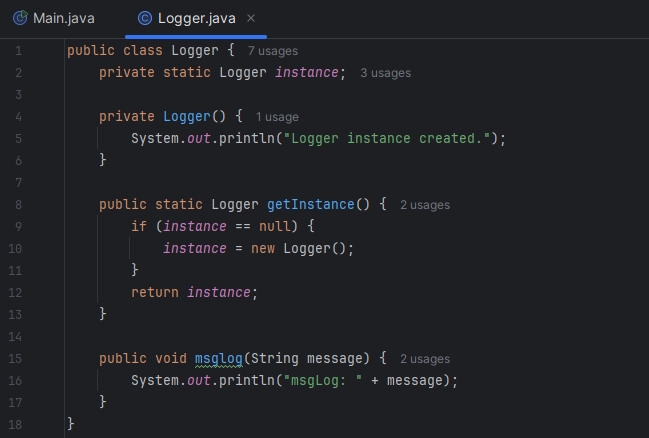 Main.java Logger.java
1 public class Logger { 7 usages
2     private static Logger instance; 3 usages
3
4     private Logger() { 1 usage
5         System.out.println("Logger instance created.");
6     }
7
8     public static Logger getInstance() { 2 usages
9         if (instance == null) {
10             instance = new Logger();
11         }
12         return instance;
13     }
14
15     public void msglog(String message) { 2 usages
16         System.out.println("msgLog: " + message);
17     }
18 }